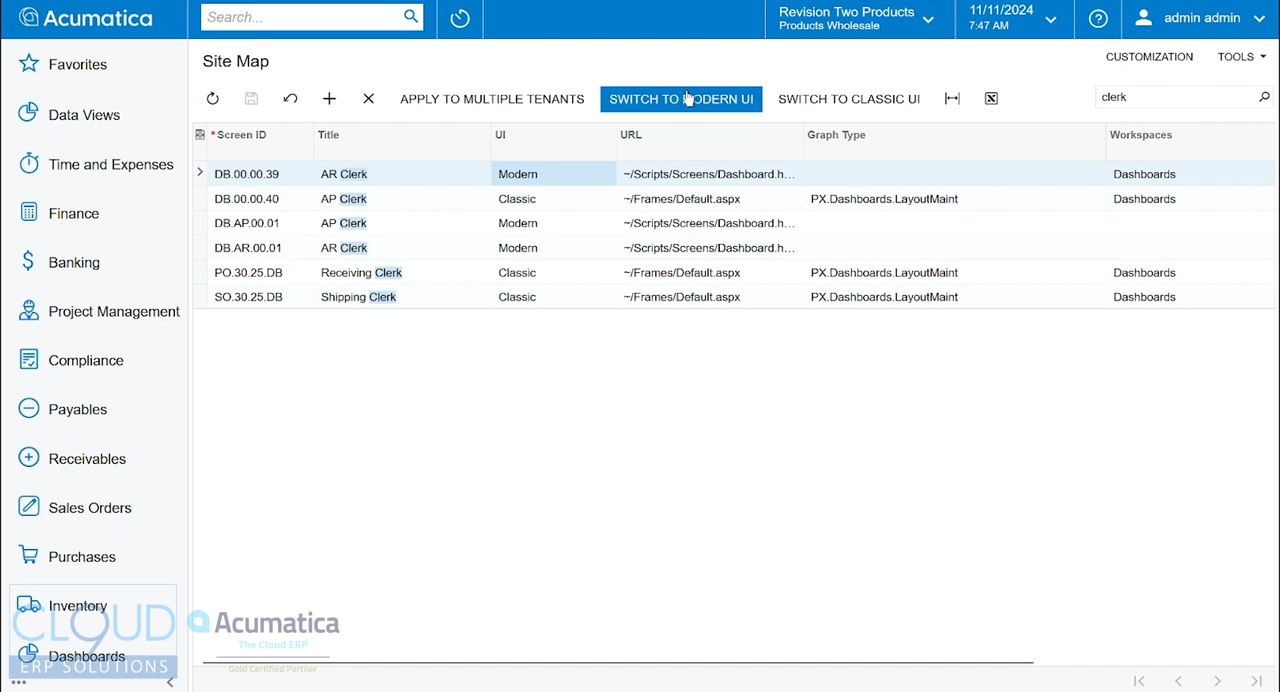 Acumatica
Search...
Revision Two Products
Products Wholesale
11/11/2024
7:47 AM
admin admin
Favorites
Data Views
Time and Expenses
Finance
Banking
Project Management
Compliance
Payables
Receivables
Sales Orders
Purchases
Inventory
Dashboards
Site Map
CUSTOMIZATION TOOLS
APPLY TO MULTIPLE TENANTS SWITCH TO MODERN UI SWITCH TO CLASSIC UI clerk
* Screen ID Title UI URL Graph Type Workspaces
DB.00.00.39 AR Clerk Modern ~/Scripts/Screens/Dashboard.h... Dashboards
DB.00.00.40 AP Clerk Classic ~/Frames/Default.aspx PX.Dashboards.LayoutMaint Dashboards
DB.AP.00.01 AP Clerk Modern ~/Scripts/Screens/Dashboard.h...
DB.AR.00.01 AR Clerk Modern ~/Scripts/Screens/Dashboard.h...
PO.30.25.DB Receiving Clerk Classic ~/Frames/Default.aspx PX.Dashboards.LayoutMaint Dashboards
SO.30.25.DB Shipping Clerk Classic ~/Frames/Default.aspx PX.Dashboards.LayoutMaint Dashboards
CLOUD 9
ERP SOLUTIONS
Acumatica
The Cloud ERP
Gold Certified Partner